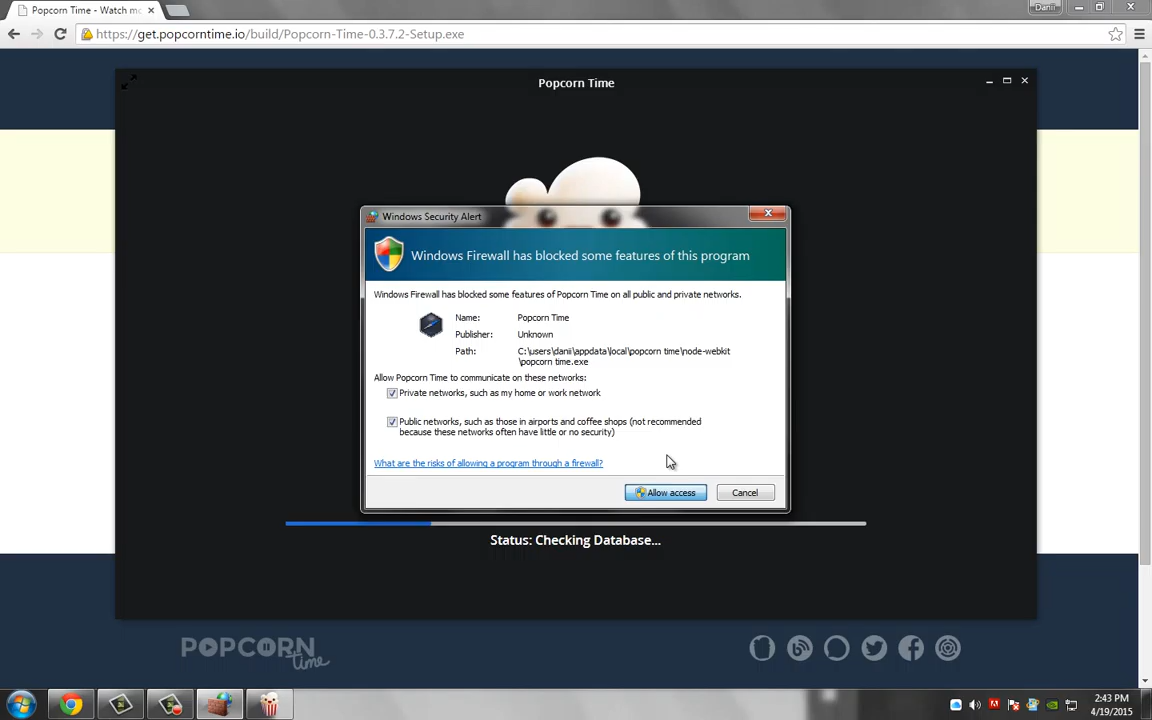 Popcorn Time - Watch mo
Danii
https://get.popcorntime.io/build/Popcorn-Time-0.3.7.2-Setup.exe
Popcorn Time
Windows Security Alert
Windows Firewall has blocked some features of this program
Windows Firewall has blocked some features of Popcorn Time on all public and private networks.
Name: Popcorn Time
Publisher: Unknown
Path: C:\users\danii\appdata\local\popcorn time\node-webkit
\popcorn time.exe
Allow Popcorn Time to communicate on these networks:
Private networks, such as my home or work network
Public networks, such as those in airports and coffee shops (not recommended
because these networks often have little or no security)
What are the risks of allowing a program through a firewall?
Allow access
Cancel
Status: Checking Database...
POPCORN
time
2:43 PM
4/19/2015